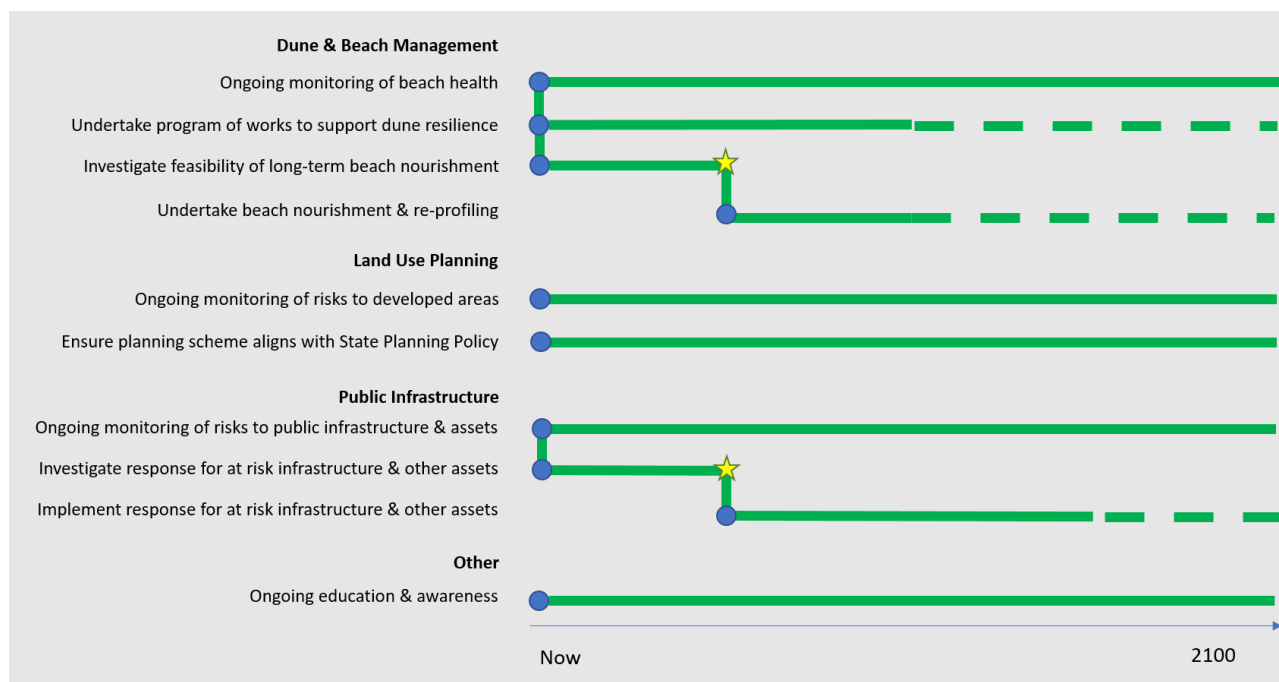 Dune & Beach Management
Ongoing monitoring of beach health
Undertake program of works to support dune resilience
Investigate feasibility of long-term beach nourishment
Undertake beach nourishment & re-profiling
Land Use Planning
Ongoing monitoring of risks to developed areas
Ensure planning scheme aligns with State Planning Policy
Public Infrastructure
Ongoing monitoring of risks to public infrastructure & assets
Investigate response for at risk infrastructure & other assets
Implement response for at risk infrastructure & other assets
Other
Ongoing education & awareness
Now 2100